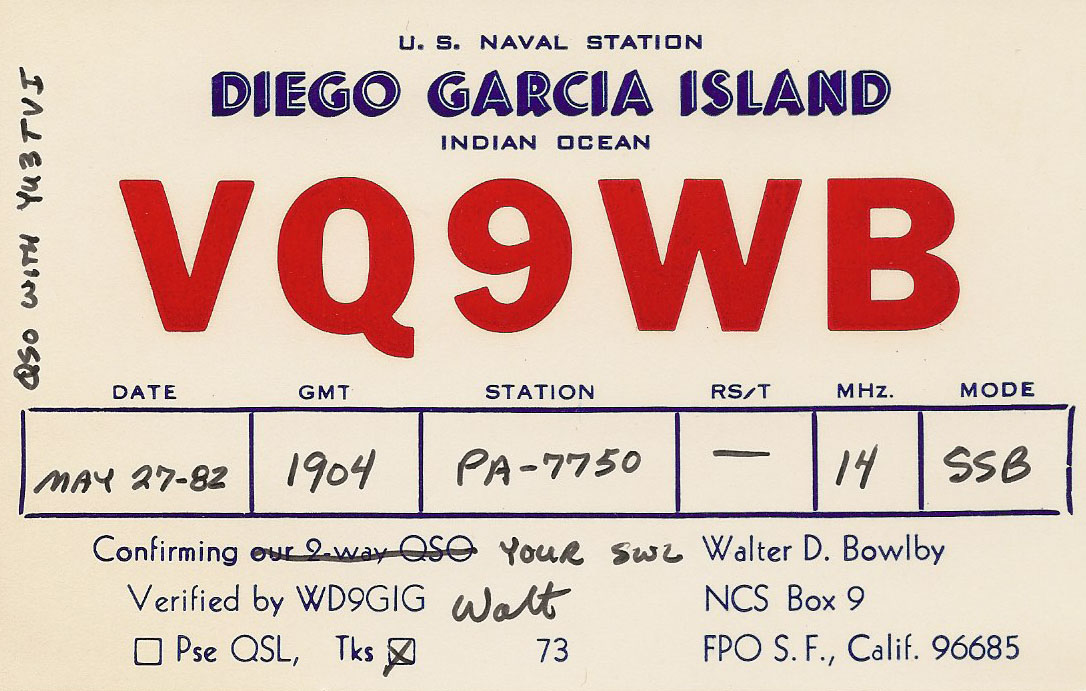 U. S. NAVAL STATION
DIEGO GARCIA ISLAND
INDIAN OCEAN
VQ9WB
QSO WITH YU3TVI
DATE GMT STATION RS/T MHz. MODE
MAY 27-82 1904 PA-7750 — 14 SSB
Confirming our 2-way QSO YOUR SWL Walter D. Bowlby
Verified by WD9GIG Walt NCS Box 9
Pse QSL, Tks 73 FPO S. F., Calif. 96685